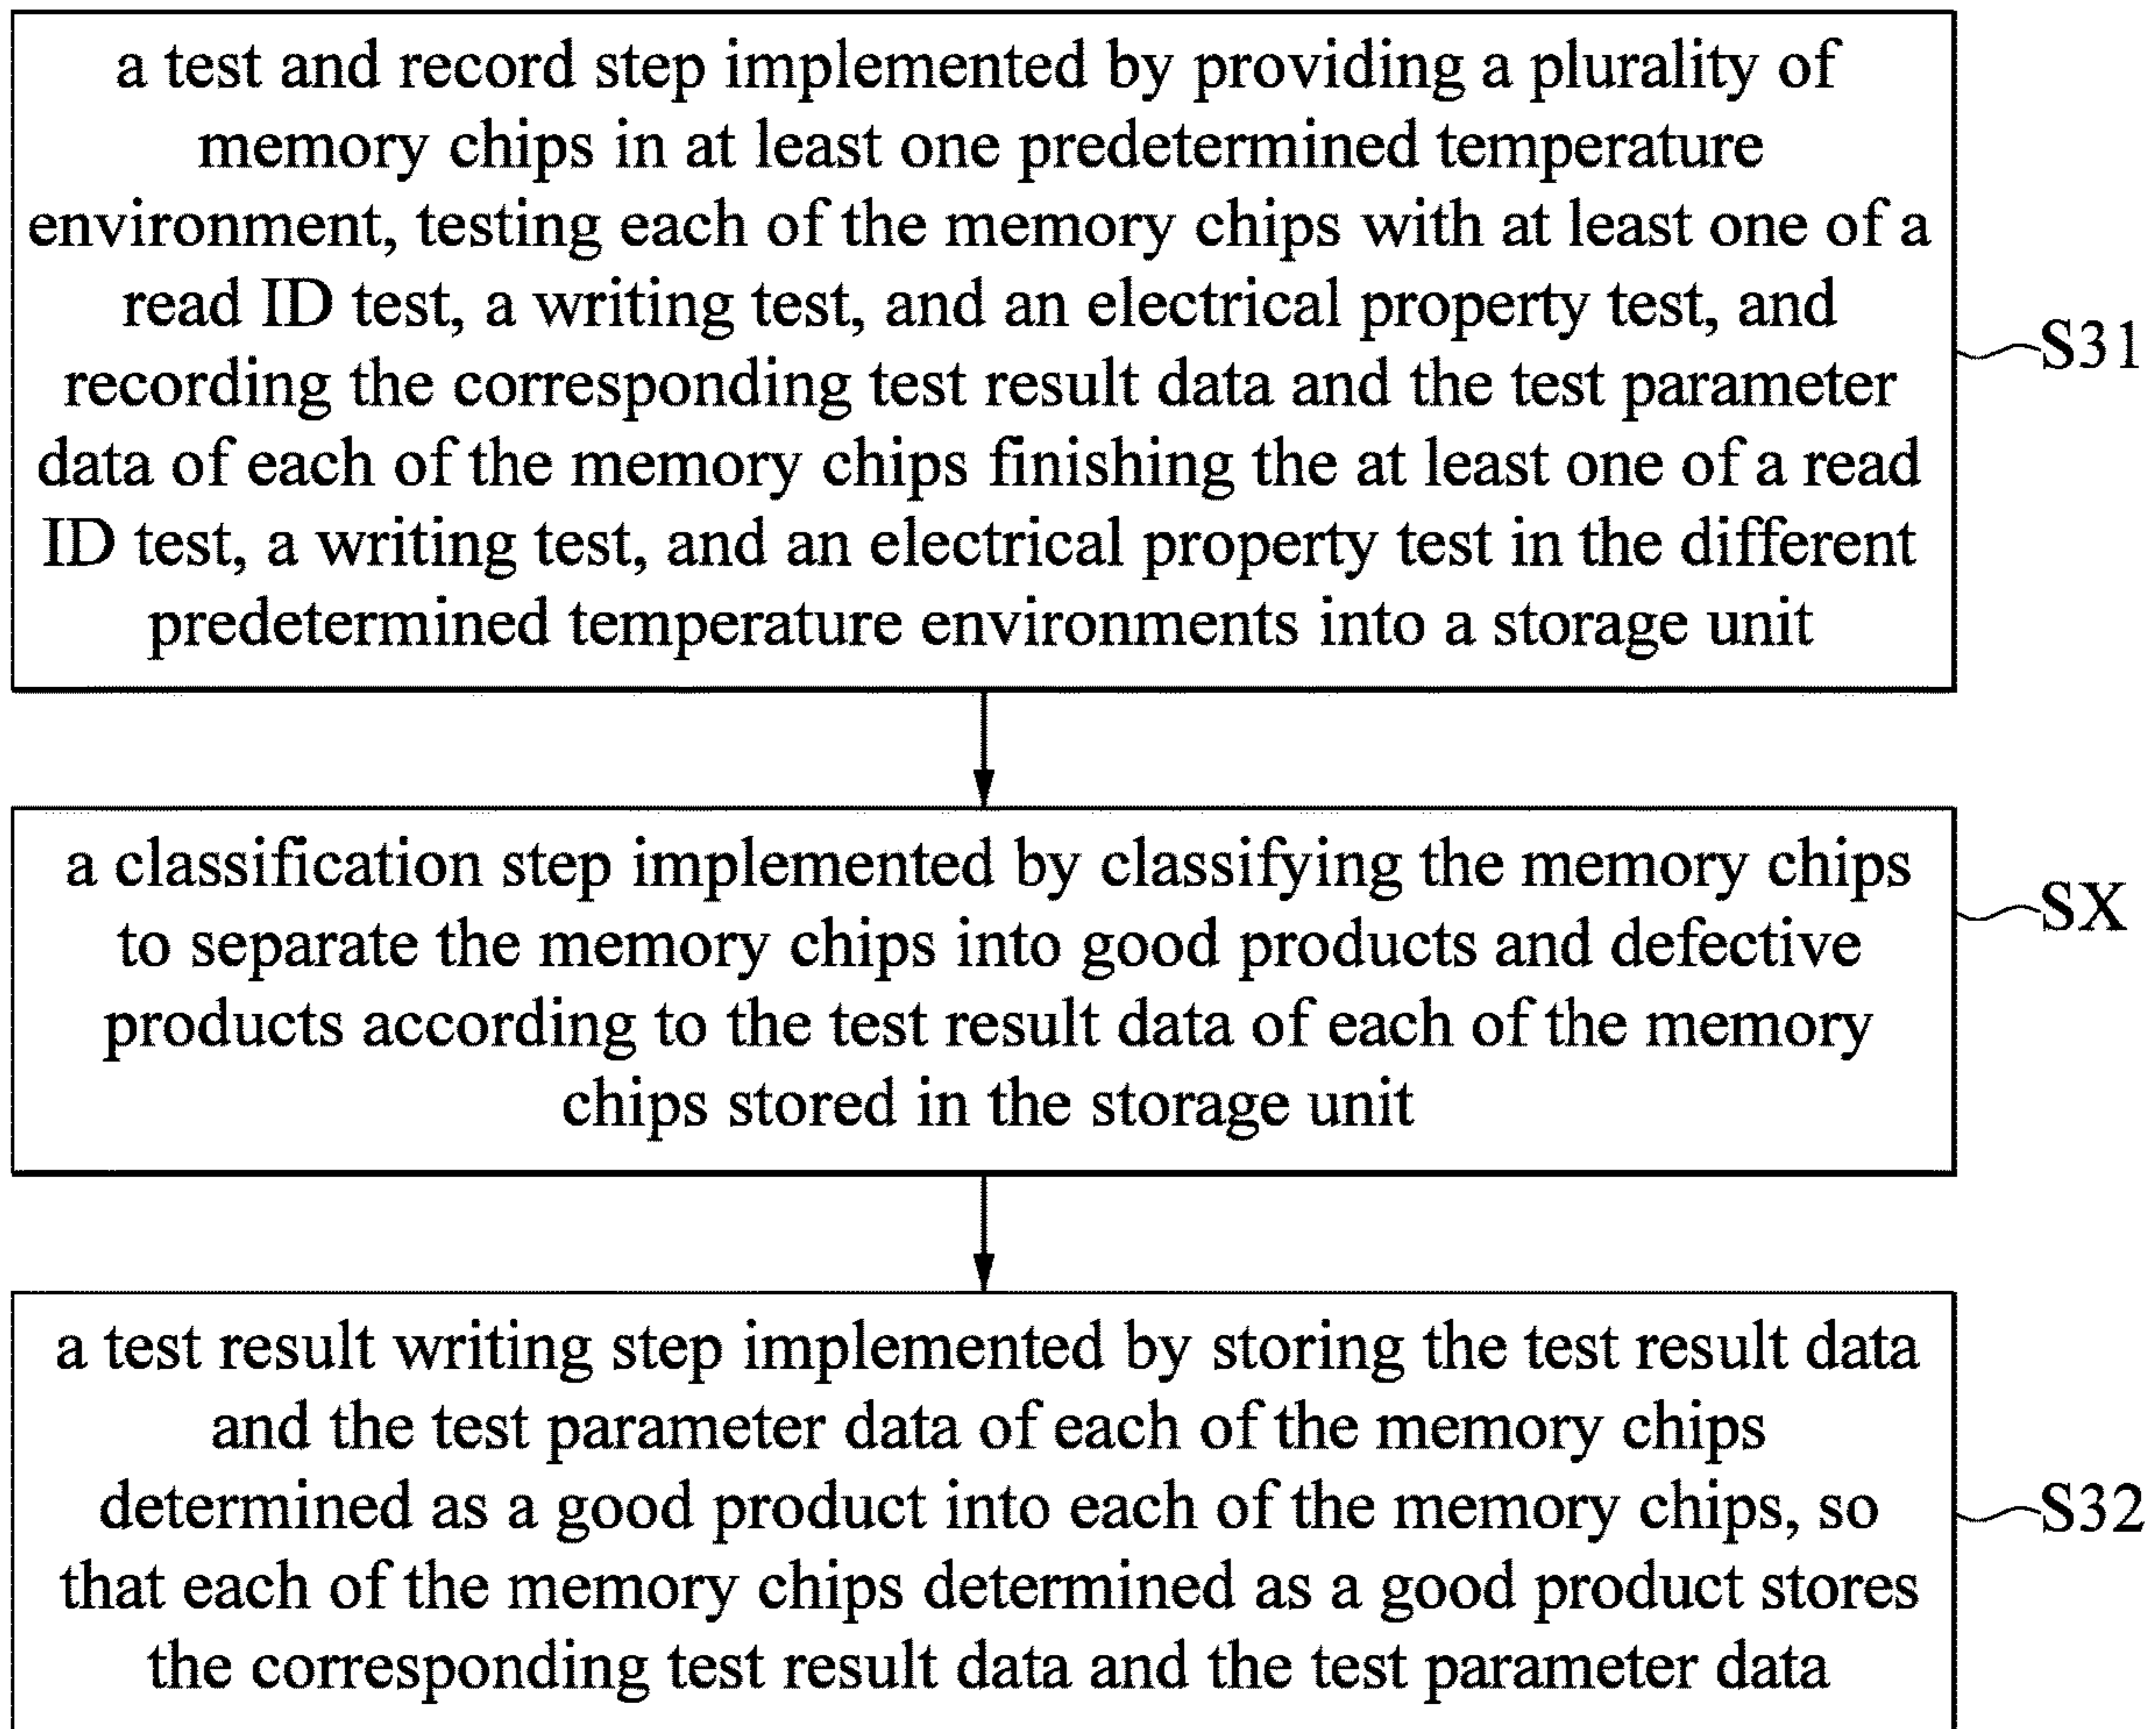 a test and record step implemented by providing a plurality of
memory chips in at least one predetermined temperature
environment, testing each of the memory chips with at least one of a
read ID test, a writing test, and an electrical property test, and
recording the corresponding test result data and the test parameter
data of each of the memory chips finishing the at least one of a read
ID test, a writing test, and an electrical property test in the different
predetermined temperature environments into a storage unit
S31
a classification step implemented by classifying the memory chips
to separate the memory chips into good products and defective
products according to the test result data of each of the memory
chips stored in the storage unit
SX
a test result writing step implemented by storing the test result data
and the test parameter data of each of the memory chips
determined as a good product into each of the memory chips, so
that each of the memory chips determined as a good product stores
the corresponding test result data and the test parameter data
S32